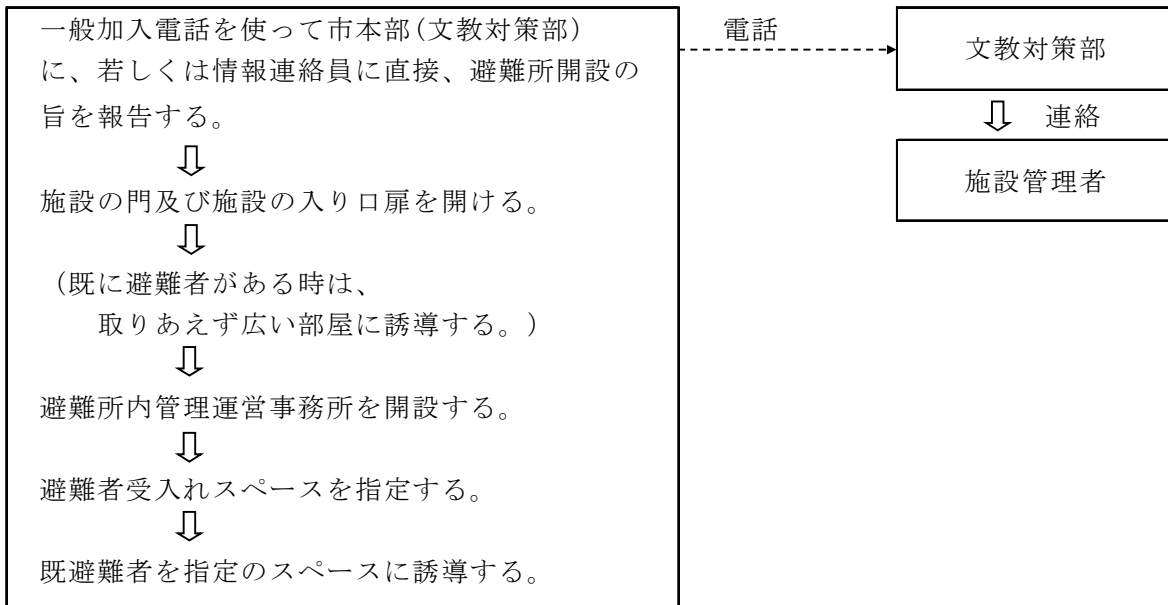 一般加入電話を使って市本部(文教対策部)
に、若しくは情報連絡員に直接、避難所開設の
旨を報告する。
施設の門及び施設の入り口扉を開ける。
（既に避難者がある時は、
取りあえず広い部屋に誘導する。）
避難所内管理運営事務所を開設する。
避難者受入れスペースを指定する。
既避難者を指定のスペースに誘導する。
電話
文教対策部
連絡
施設管理者